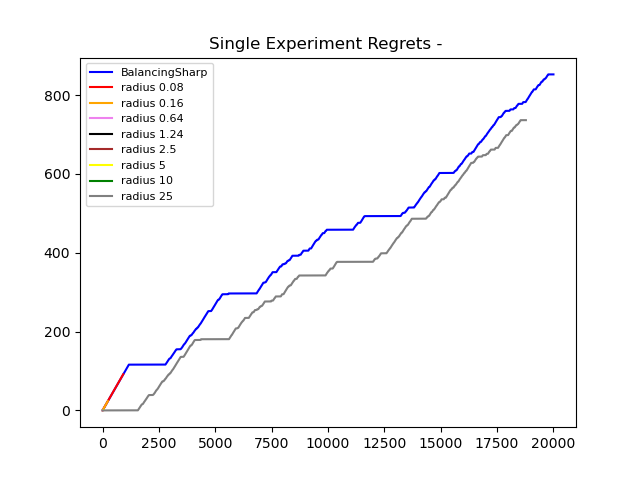 Single Experiment Regrets -
BalancingSharp
radius 0.08
radius 0.16
radius 0.64
radius 1.24
radius 2.5
radius 5
radius 10
radius 25
800
600
400
200
0
0 2500 5000 7500 10000 12500 15000 17500 20000